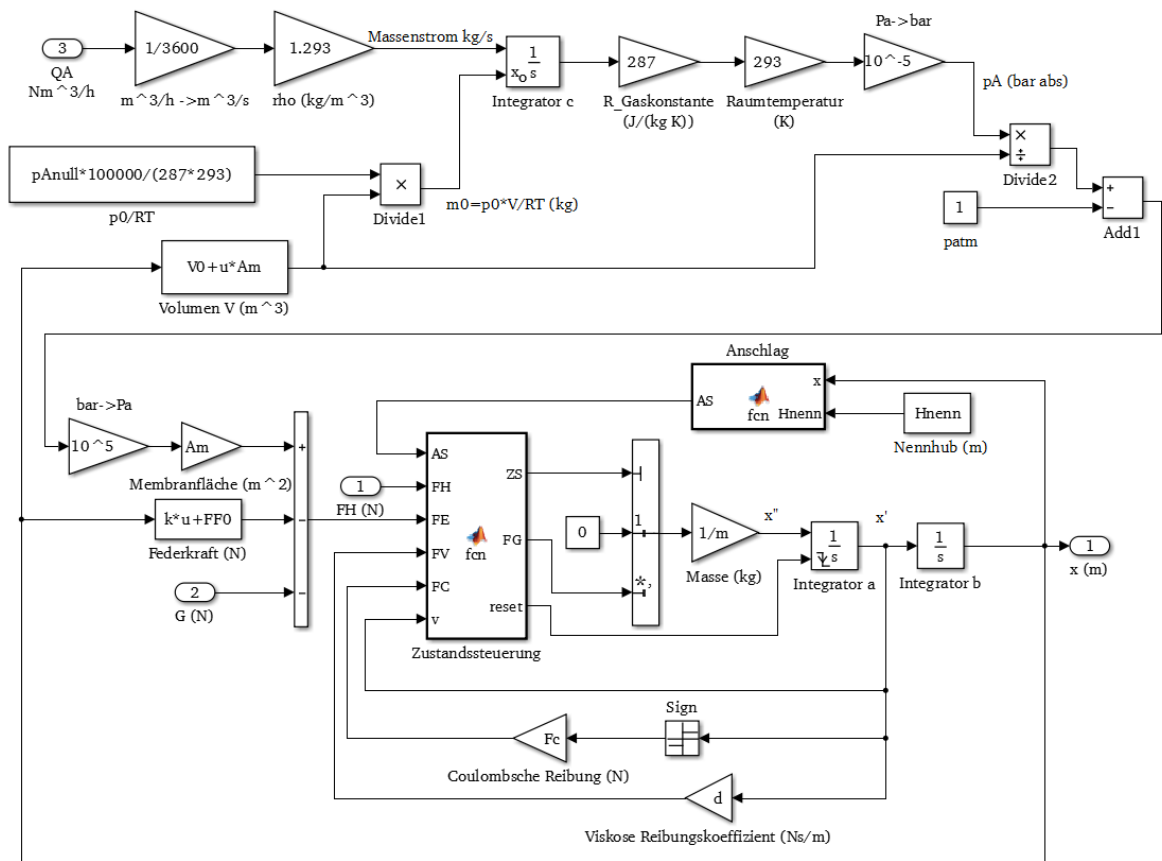 Pa->bar
3
1/3600
1.293
Massenstrom kg/s
1
s
x₀
287
293
10^-5
QA
Nm^3/h
m^3/h ->m^3/s
rho (kg/m^3)
Integrator c
R_Gaskonstante
(J/(kg K))
Raumtemperatur
(K)
pA (bar abs)
×
÷
Divide2
pAnull*100000/(287*293)
p0/RT
×
Divide1
m0=p0*V/RT (kg)
1
patm
+
−
Add1
V0+u*Am
Volumen V (m^3)
Anschlag
x
AS
fcn
Hnenn
Hnenn
Nennhub (m)
bar->Pa
10^5
Am
Membranfläche (m^2)
+
−
−
k*u+FF0
Federkraft (N)
2
G (N)
1
FH (N)
AS
FH
FE
FV
FC
v
fcn
ZS
FG
reset
Zustandssteuerung
0
1
*,
1/m
Masse (kg)
x''
1
s
Integrator a
x'
1
s
Integrator b
1
x (m)
Sign
Fc
Coulombsche Reibung (N)
d
Viskose Reibungskoeffizient (Ns/m)